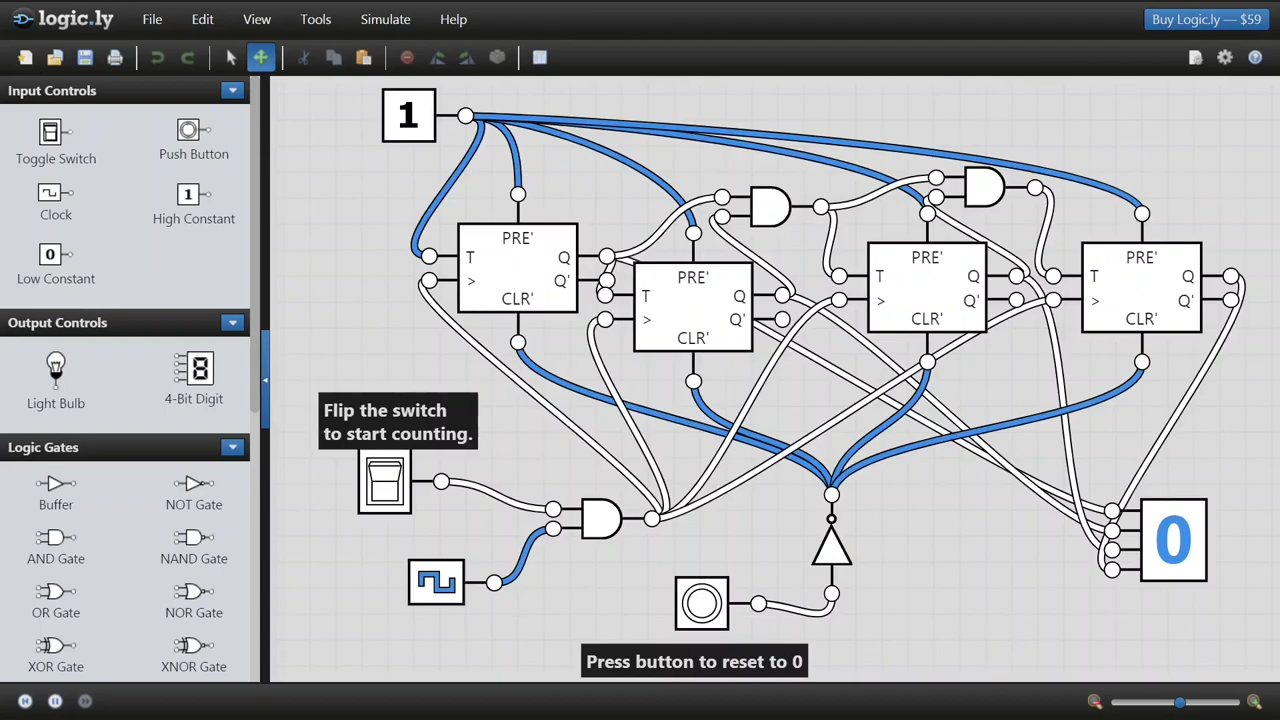 logic.ly
File
Edit
View
Tools
Simulate
Help
Buy Logic.ly — $59
Input Controls
Toggle Switch
Push Button
Clock
1
High Constant
0
Low Constant
Output Controls
Light Bulb
8
4-Bit Digit
Logic Gates
Buffer
NOT Gate
AND Gate
NAND Gate
OR Gate
NOR Gate
XOR Gate
XNOR Gate
1
PRE'
T
Q
>
Q'
CLR'
PRE'
T
Q
>
Q'
CLR'
PRE'
T
Q
>
Q'
CLR'
PRE'
T
Q
>
Q'
CLR'
Flip the switch
to start counting.
0
Press button to reset to 0